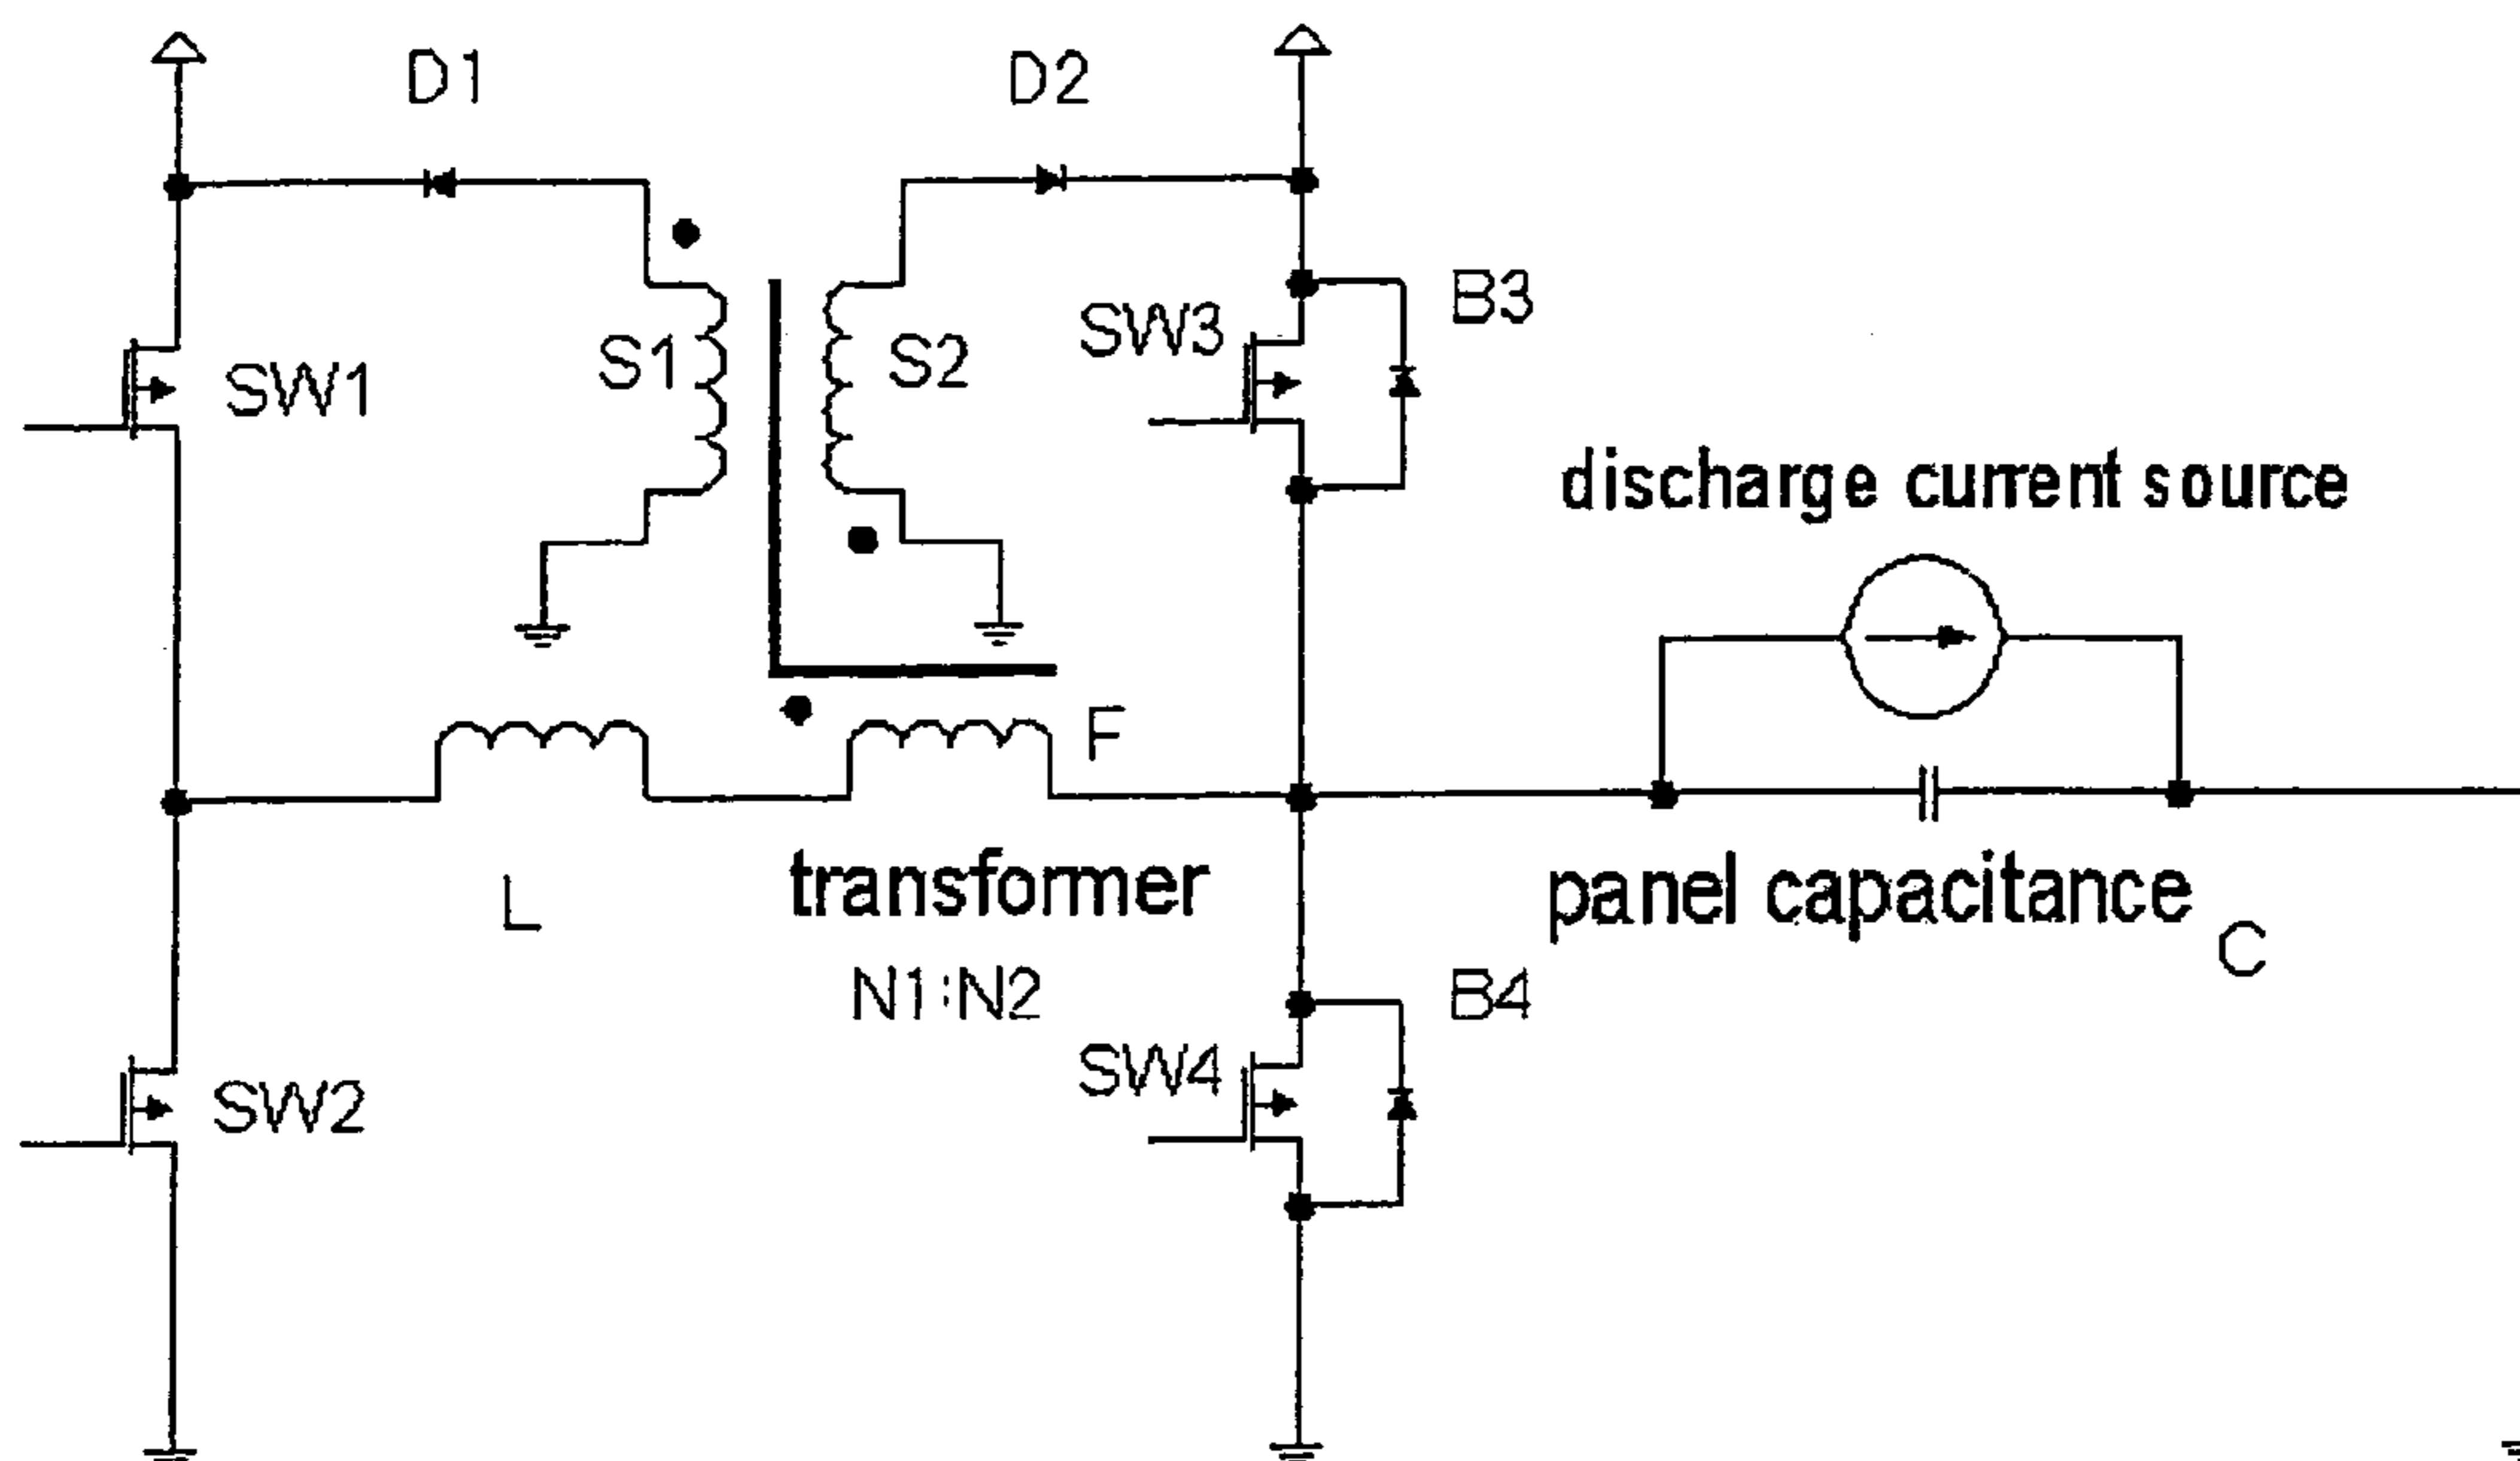 D1
D2
B3
SW3
S1
S2
SW1
discharge current source
F
transformer
L
panel capacitance
C
N1:N2
B4
SW4
SW2